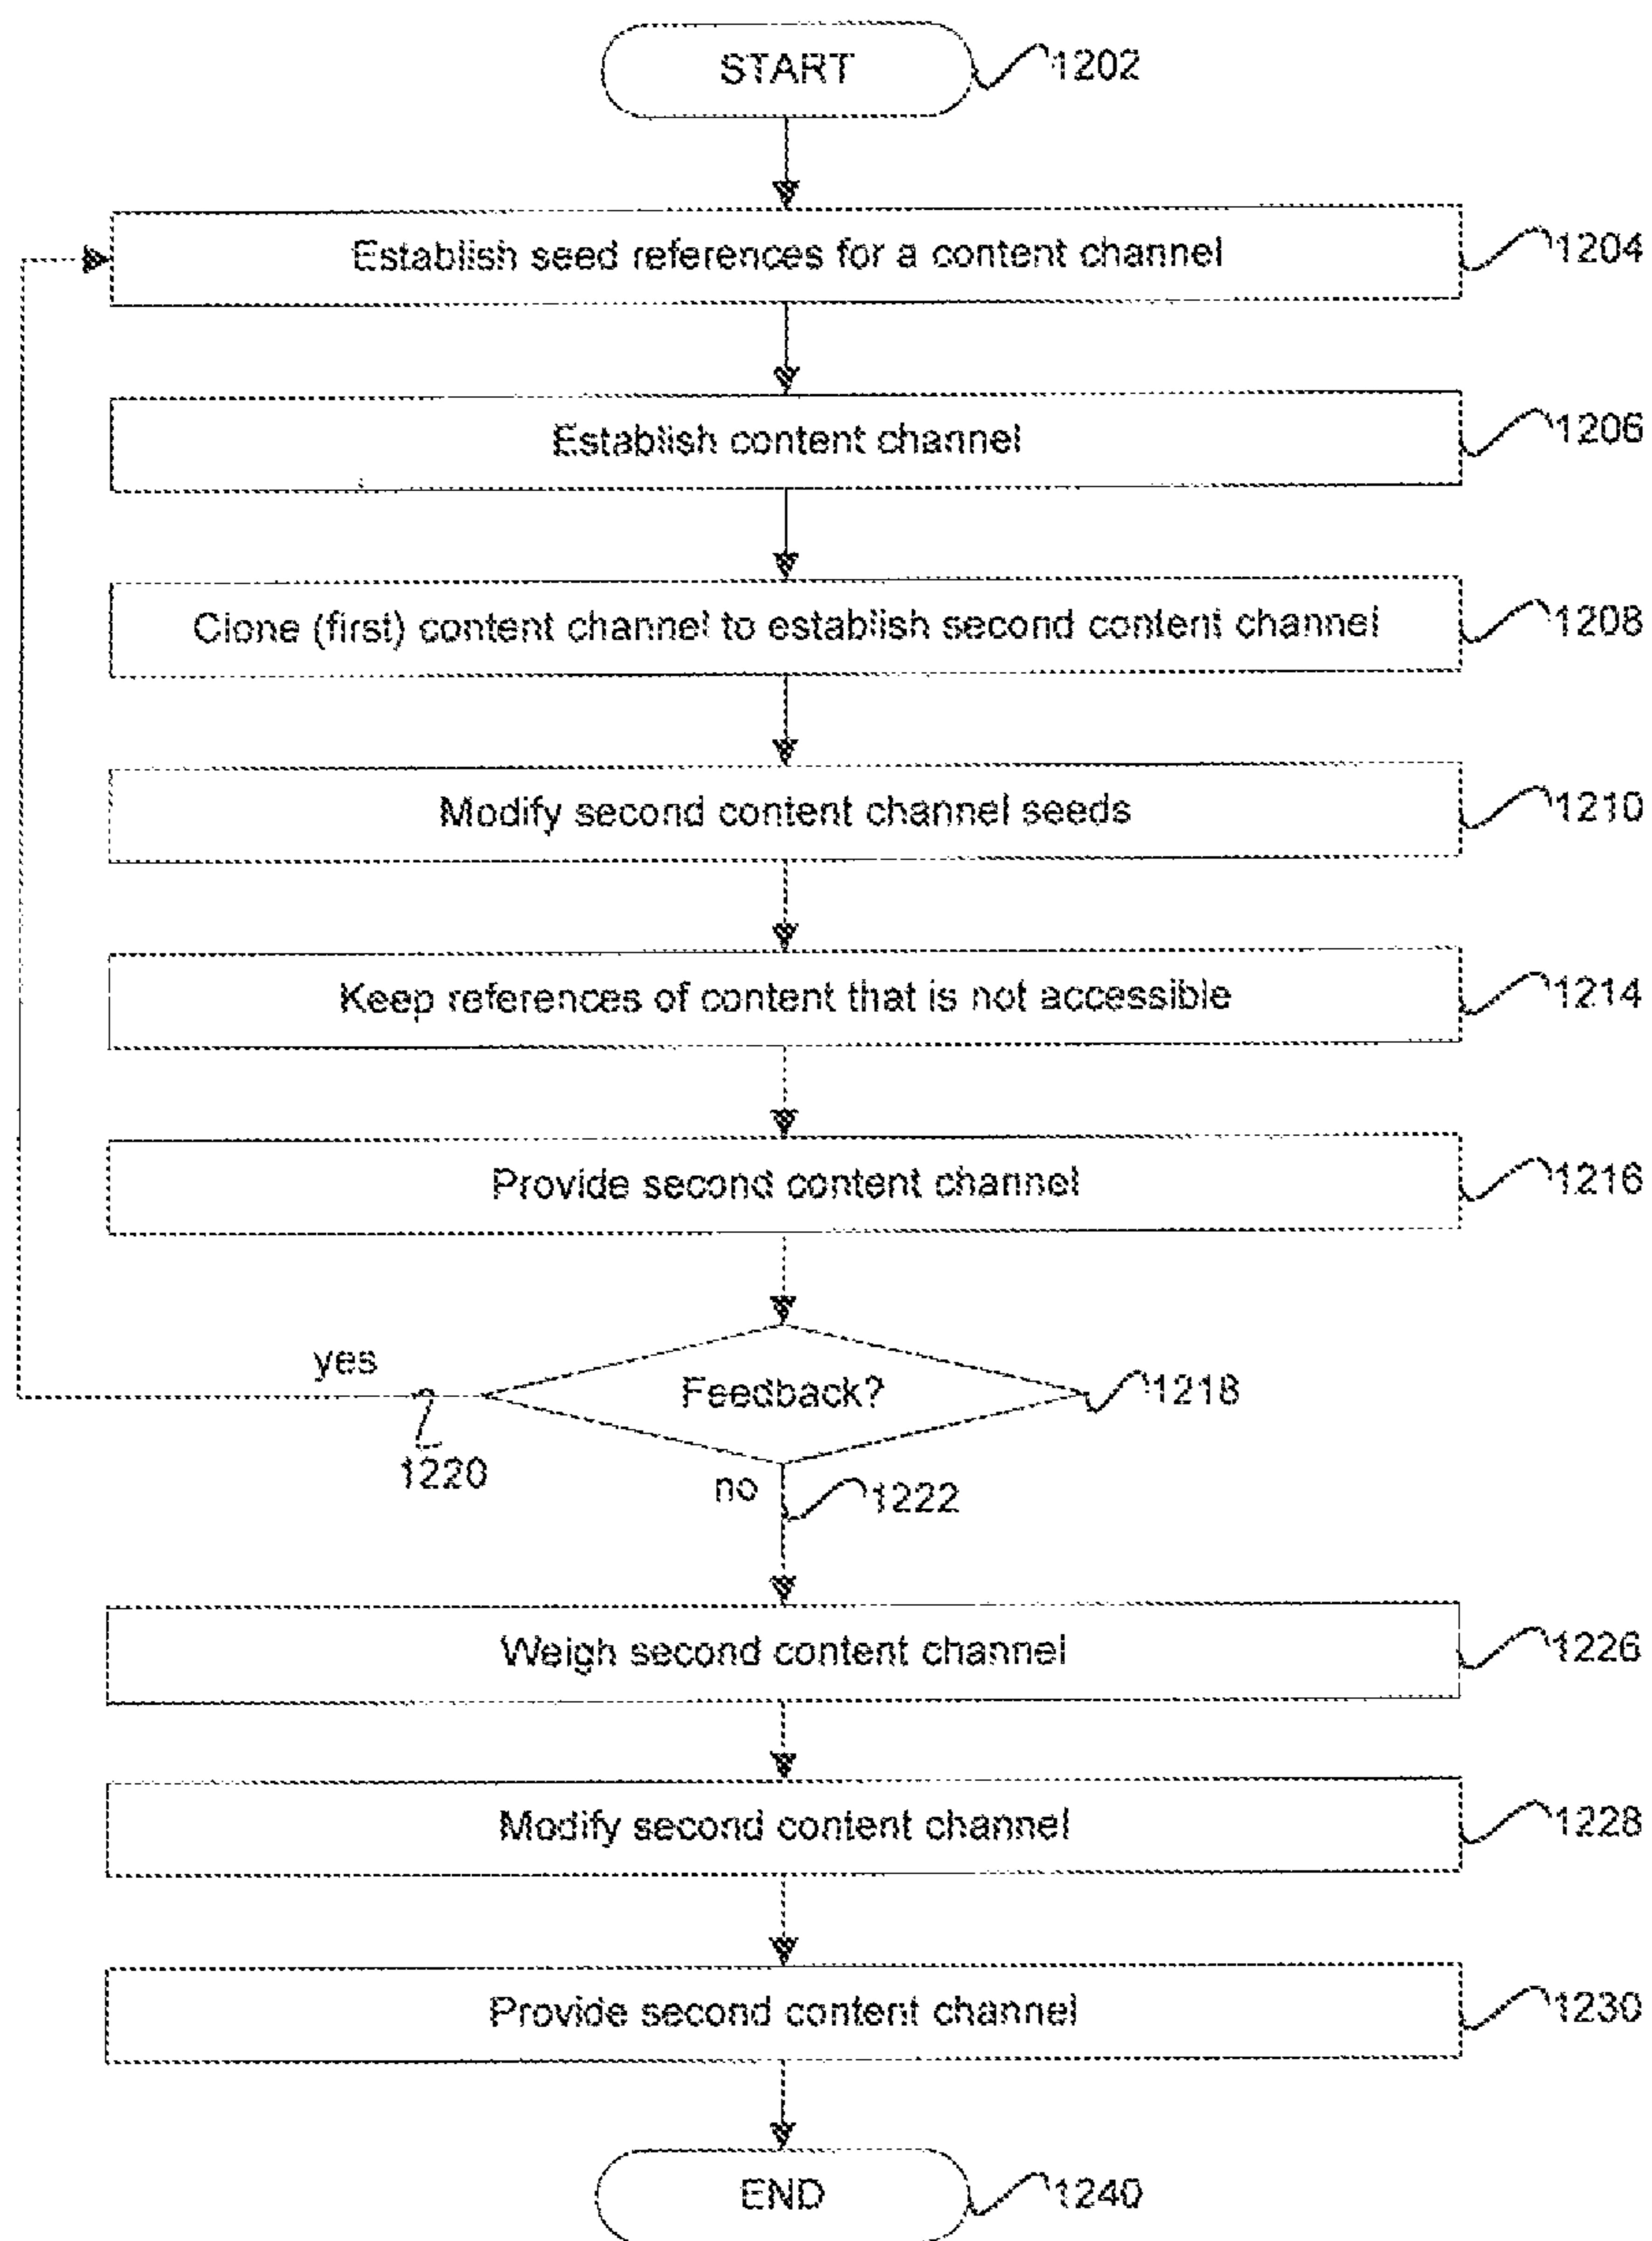 START
1202
Establish seed references for a content channel
1204
Establish content channel
1206
Clone (first) content channel to establish second content channel
1208
Modify second content channel seeds
1210
Keep references of content that is not accessible
1214
Provide second content channel
1216
yes
Feedback?
1218
1220
no
1222
Weigh second content channel
1226
Modify second content channel
1228
Provide second content channel
1230
END
1240